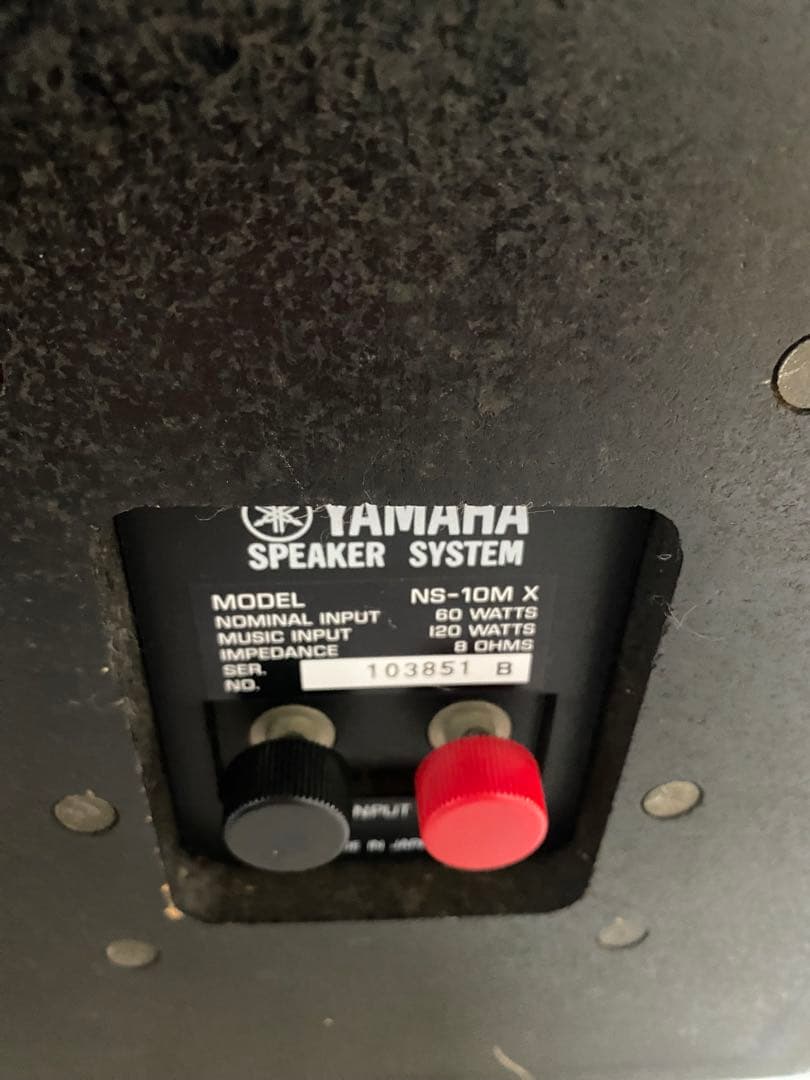 YAMAHA
SPEAKER SYSTEM
MODEL NS-10M X
NOMINAL INPUT 60 WATTS
MUSIC INPUT 120 WATTS
IMPEDANCE 8 OHMS
SER. NO. 103851 B
INPUT
IN